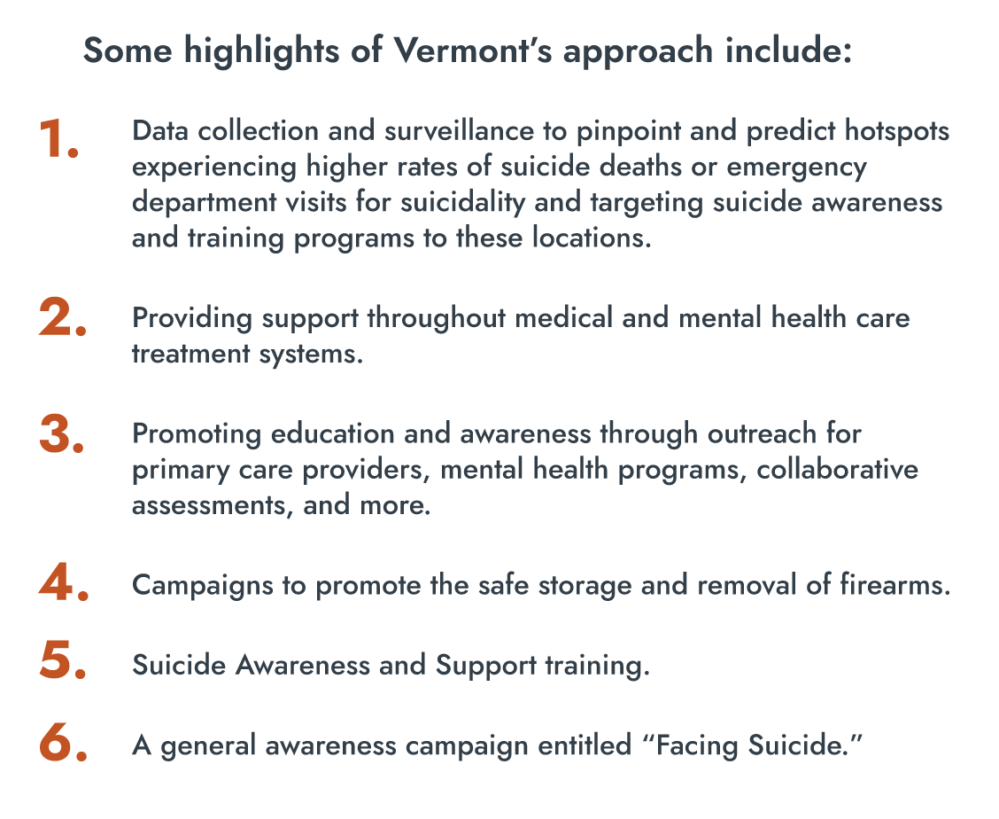 Some highlights of Vermont’s approach include:
1. Data collection and surveillance to pinpoint and predict hotspots
experiencing higher rates of suicide deaths or emergency
department visits for suicidality and targeting suicide awareness
and training programs to these locations.
2. Providing support throughout medical and mental health care
treatment systems.
3. Promoting education and awareness through outreach for
primary care providers, mental health programs, collaborative
assessments, and more.
4. Campaigns to promote the safe storage and removal of firearms.
5. Suicide Awareness and Support training.
6. A general awareness campaign entitled “Facing Suicide.”